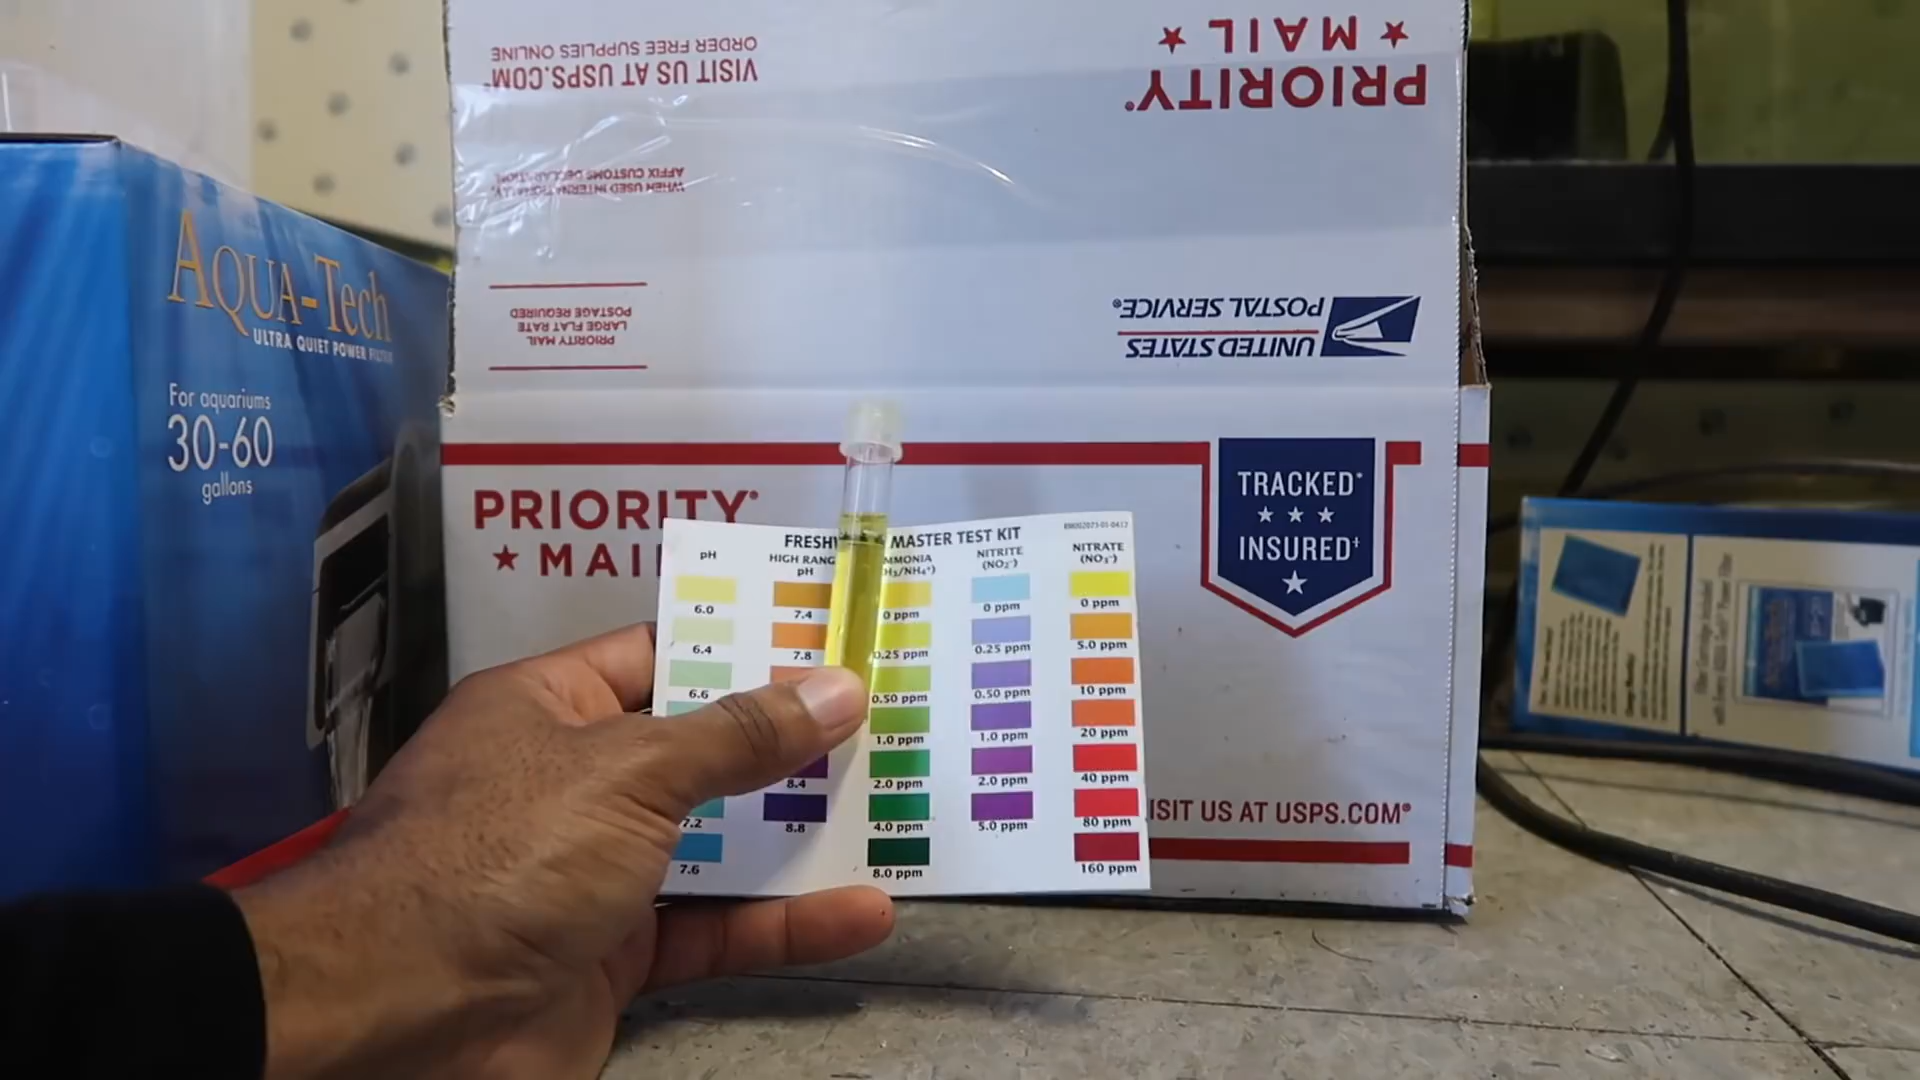 VISIT US AT USPS.COM®
ORDER FREE SUPPLIES ONLINE
PRIORITY®
★ MAIL ★
WHEN USED INTERNATIONALLY,
AFFIX CUSTOMS DECLARATION.
PRIORITY MAIL
LARGE FLAT RATE
POSTAGE REQUIRED
UNITED STATES
POSTAL SERVICE®
AQUA-Tech
ULTRA QUIET POWER FILTER
For aquariums
30-60
gallons
PRIORITY®
★ MAI
TRACKED*
★ ★ ★
INSURED†
★
ISIT US AT USPS.COM®
FRESHW MASTER TEST KIT
pH
6.0
6.4
6.6
7.2
7.6
HIGH RANG
pH
7.4
7.8
8.4
8.8
MMONIA
H3/NH4+)
0 ppm
0.25 ppm
0.50 ppm
1.0 ppm
2.0 ppm
4.0 ppm
8.0 ppm
NITRITE
(NO2-)
0 ppm
0.25 ppm
0.50 ppm
1.0 ppm
2.0 ppm
5.0 ppm
NITRATE
(NO3-)
0 ppm
5.0 ppm
10 ppm
20 ppm
40 ppm
80 ppm
160 ppm